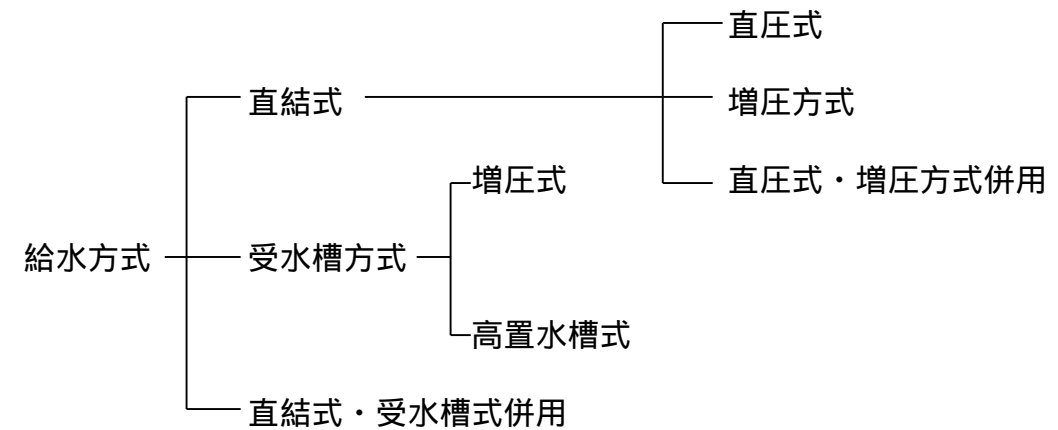 直圧式
直結式
増圧方式
増圧式
直圧式・増圧方式併用
給水方式
受水槽方式
高置水槽式
直結式・受水槽式併用